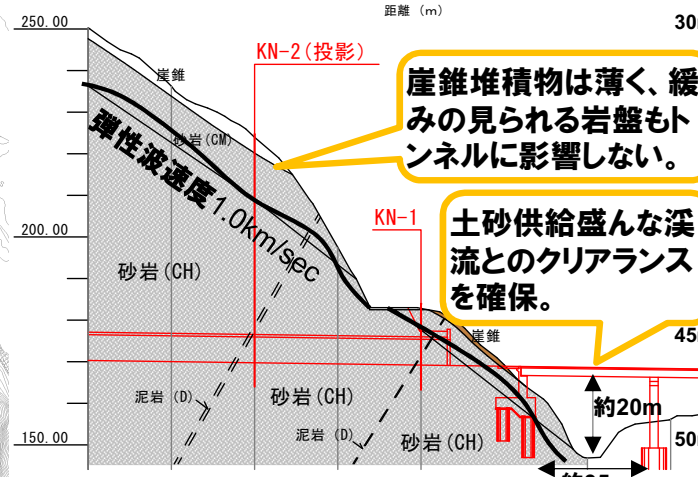 距離 (m)
250.00
30
KN-2(投影)
崖錐
崖錐堆積物は薄く、緩
みの見られる岩盤もト
ンネルに影響しない。
砂岩(CM)
弾性波速度1.0km/sec
200.00
KN-1
土砂供給盛んな渓
流とのクリアランス
を確保。
砂岩(CH)
崖錐
45
泥岩(D)
砂岩(CH)
約20m
泥岩(D)
砂岩(CH)
150.00
50